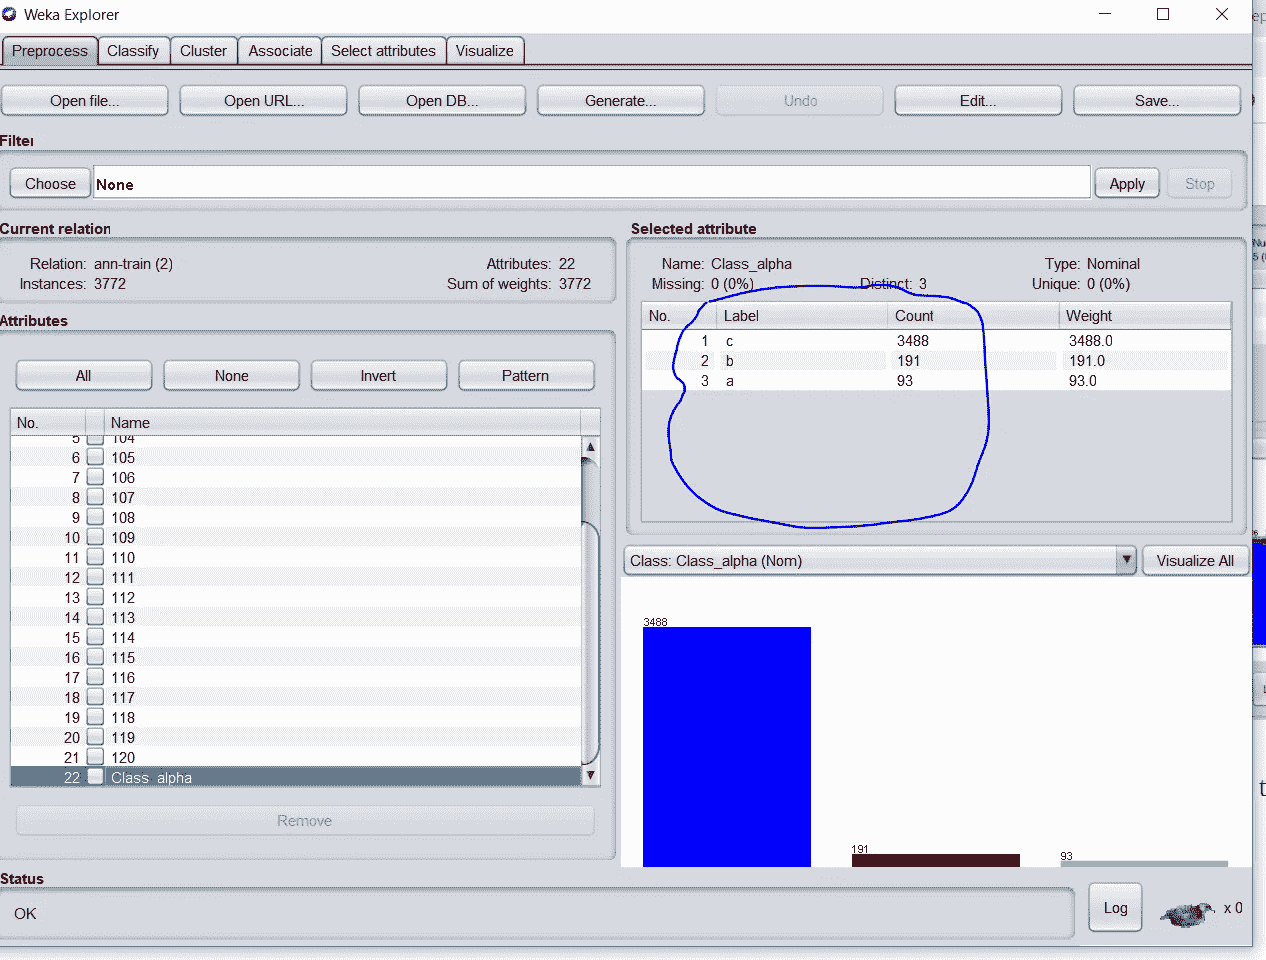 Weka Explorer
Preprocess Classify Cluster Associate Select attributes Visualize
Open file... Open URL... Open DB... Generate... Undo Edit... Save...
Filter
Choose None Apply Stop
Current relation
Relation: ann-train (2) Attributes: 22
Instances: 3772 Sum of weights: 3772
Attributes
All None Invert Pattern
No. Name
5 104
6 105
7 106
8 107
9 108
10 109
11 110
12 111
13 112
14 113
15 114
16 115
17 116
18 117
19 118
20 119
21 120
22 Class_alpha
Remove
Selected attribute
Name: Class_alpha Type: Nominal
Missing: 0 (0%) Distinct: 3 Unique: 0 (0%)
No. Label Count Weight
1 c 3488 3488.0
2 b 191 191.0
3 a 93 93.0
Class: Class_alpha (Nom) Visualize All
3488
191
93
Status
OK
Log x 0